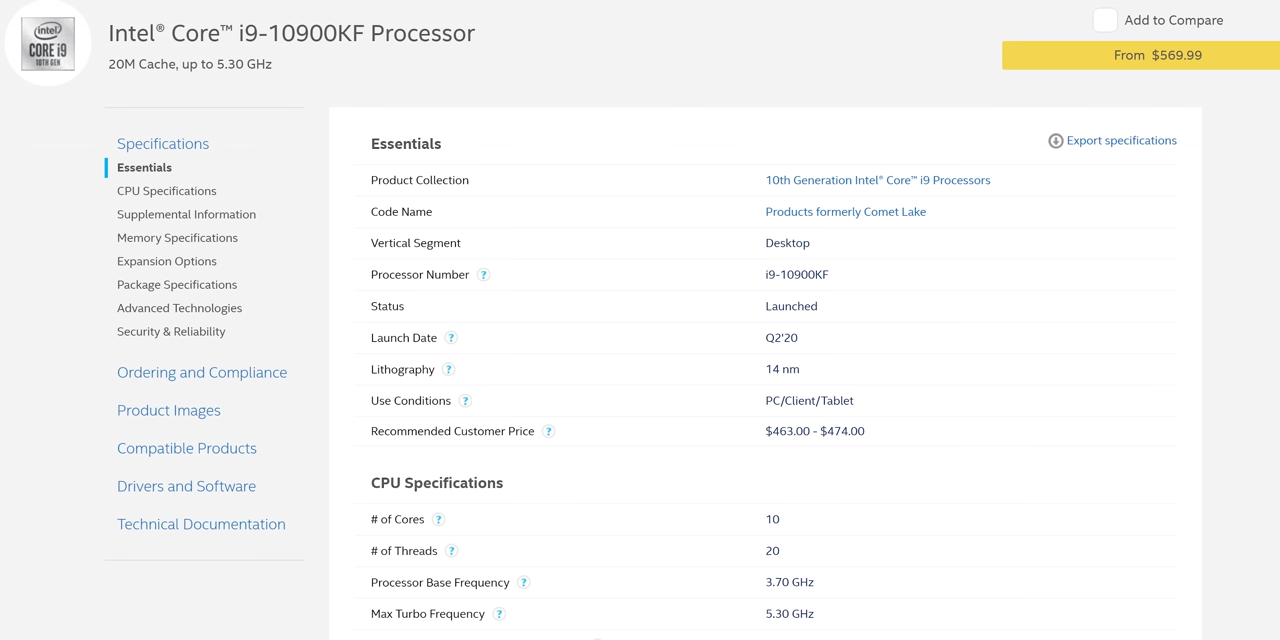 intel
CORE i9
10TH GEN
Intel® Core™ i9-10900KF Processor
20M Cache, up to 5.30 GHz
Add to Compare
From $569.99
Specifications
Essentials
CPU Specifications
Supplemental Information
Memory Specifications
Expansion Options
Package Specifications
Advanced Technologies
Security & Reliability
Ordering and Compliance
Product Images
Compatible Products
Drivers and Software
Technical Documentation
Essentials
Export specifications
Product Collection 10th Generation Intel® Core™ i9 Processors
Code Name Products formerly Comet Lake
Vertical Segment Desktop
Processor Number ? i9-10900KF
Status Launched
Launch Date ? Q2'20
Lithography ? 14 nm
Use Conditions ? PC/Client/Tablet
Recommended Customer Price ? $463.00 - $474.00
CPU Specifications
# of Cores ? 10
# of Threads ? 20
Processor Base Frequency ? 3.70 GHz
Max Turbo Frequency ? 5.30 GHz